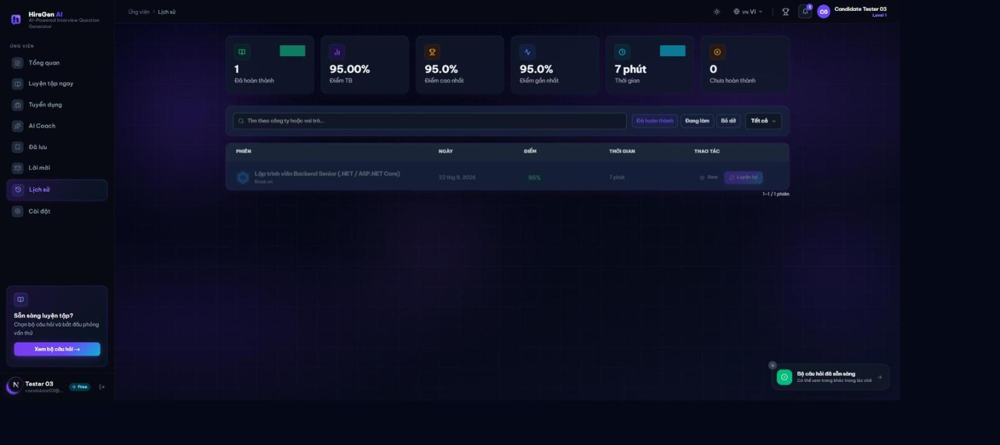 HireGen AI
AI-Powered Interview Question
Generator
ỨNG VIÊN
Tổng quan
Luyện tập ngay
Tuyển dụng
AI Coach
Đã lưu
Lời mời
Lịch sử
Cài đặt
Sẵn sàng luyện tập?
Chọn bộ câu hỏi và bắt đầu phỏng
vấn thử
Xem bộ câu hỏi →
N
Tester 03
candidate03@...
Free
Ứng viên > Lịch sử
VN VI
1
C0
Candidate Tester 03
Level 1
1
Đã hoàn thành
95.00%
Điểm TB
95.0%
Điểm cao nhất
95.0%
Điểm gần nhất
7 phút
Thời gian
0
Chưa hoàn thành
Tìm theo công ty hoặc vai trò...
Đã hoàn thành
Đang làm
Bỏ dở
Tất cả
PHIÊN NGÀY ĐIỂM THỜI GIAN THAO TÁC
Lập trình viên Backend Senior (.NET / ASP.NET Core)
Base.vn
22 thg 9, 2026
95%
7 phút
Xem
Luyện lại
1–1 / 1 phiên
Bộ câu hỏi đã sẵn sàng
Có thể xem trang khác trong lúc chờ